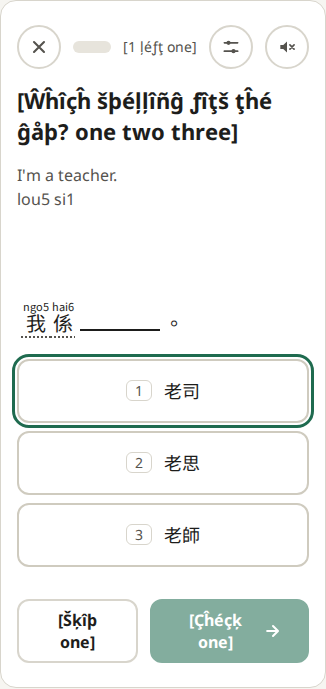 [1 ļéƒţ one]
[Ŵĥîçĥ šþéļļîñĝ ƒîţš ţĥé
ĝåþ? one two three]
I'm a teacher.
lou5 si1
ngo5 hai6
我 係 ________ 。
1 老司
2 老思
3 老師
[Šķîþ
one]
[Çĥéçķ
one]